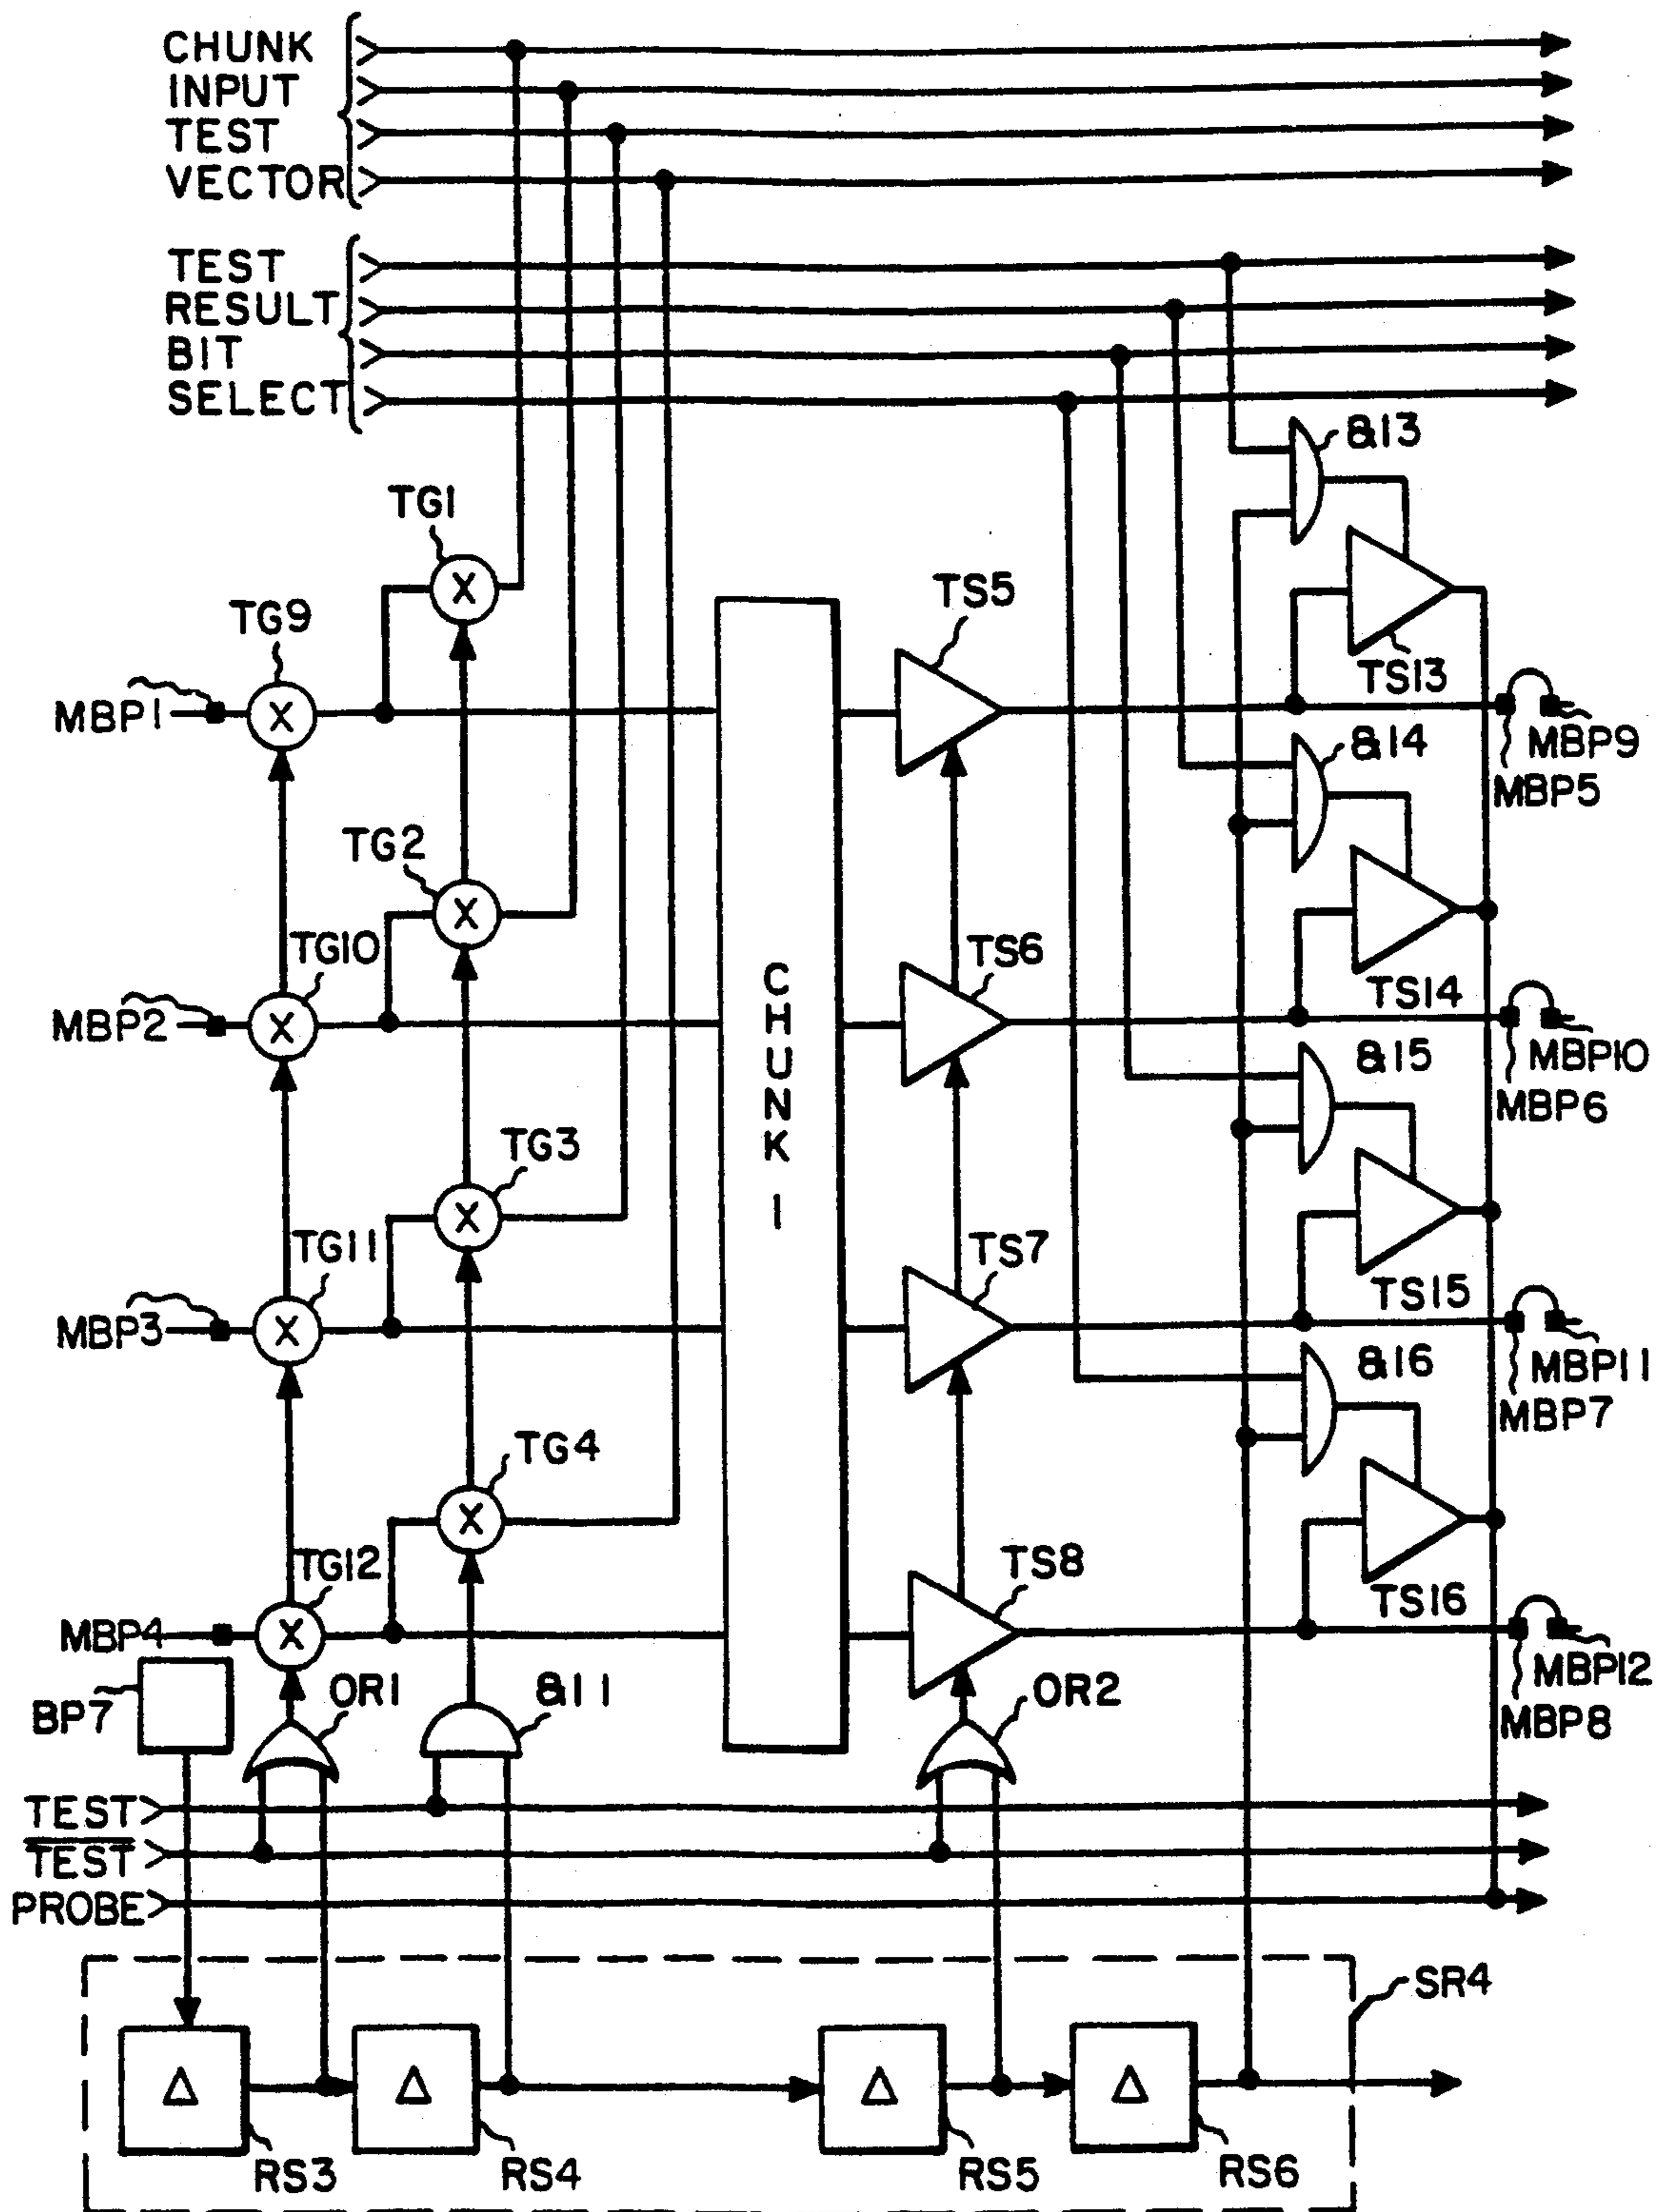 CHUNK
INPUT
TEST
VECTOR
TEST
RESULT
BIT
SELECT
&13
TG1
TS5
TG9
TS13
MBP1
MBP9
&14
MBP5
TG2
TG10
TS6
TS14
MBP2
CHUNK 1
&15
MBP10
MBP6
TG3
TG11
TS7
TS15
MBP3
&16
MBP11
MBP7
TG4
TG12
TS8
TS16
MBP4
MBP12
BP7
OR1
&11
OR2
MBP8
TEST
T̅E̅S̅T̅
PROBE
SR4
Δ Δ Δ Δ
RS3 RS4 RS5 RS6
X
X
X
X
X
X
X
X